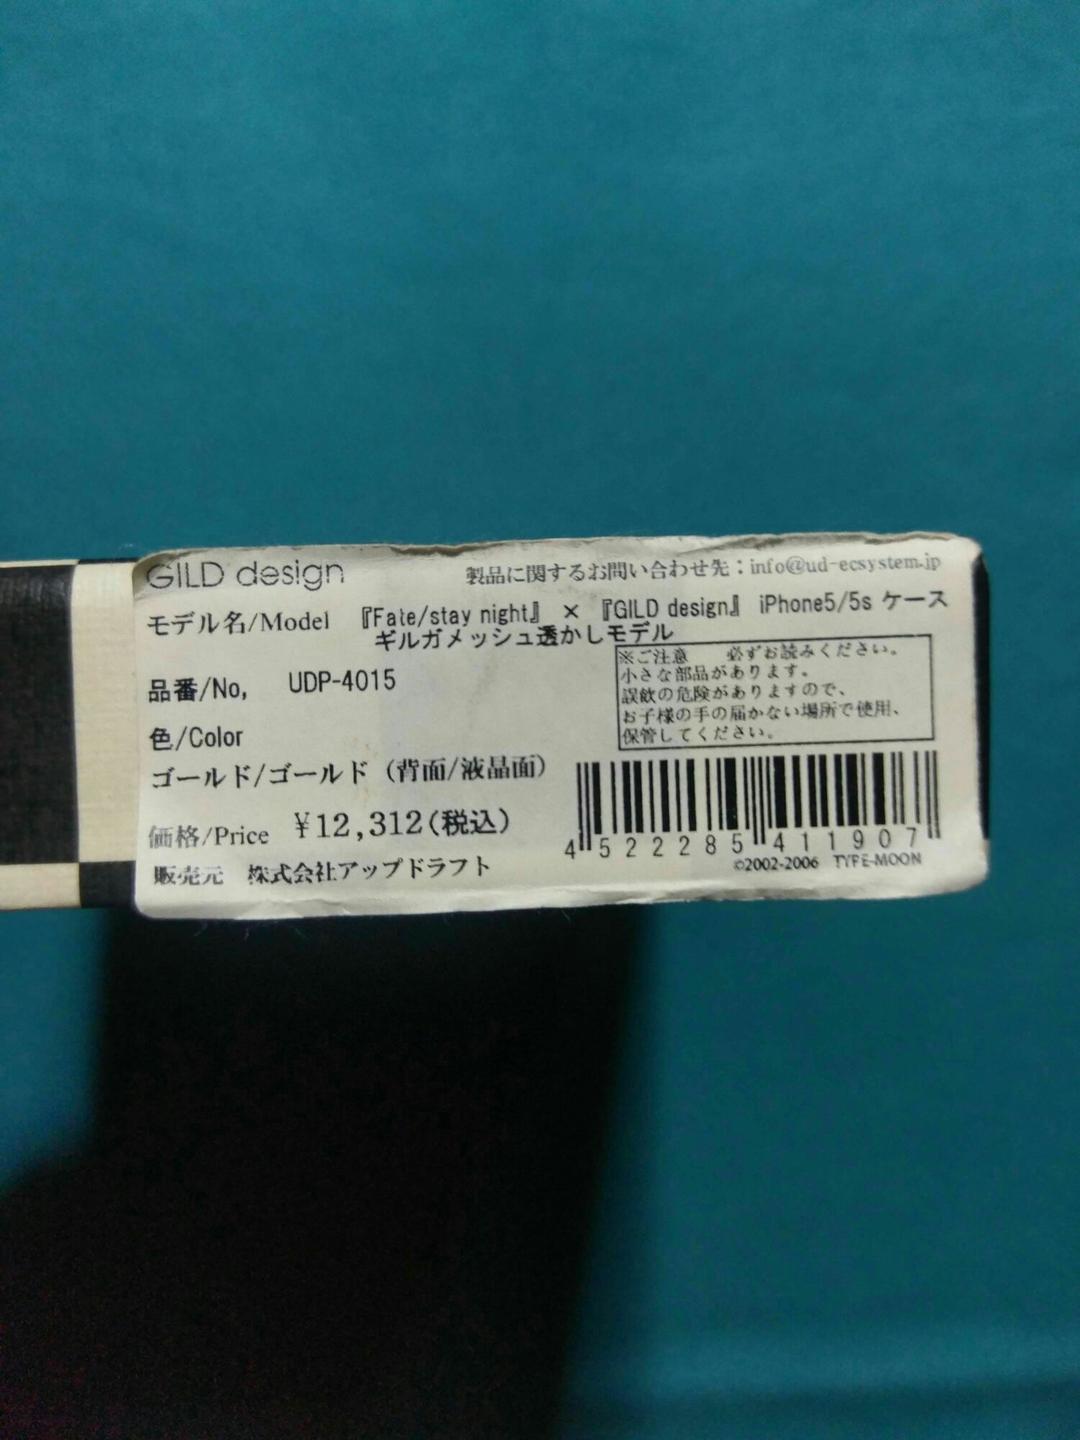 GILD design
製品に関するお問い合わせ先：info@ud-ecsystem.jp
モデル名/Model 『Fate/stay night』 × 『GILD design』 iPhone5/5s ケース
ギルガメッシュ透かしモデル
※ご注意 必ずお読みください。
小さな部品があります。
誤飲の危険がありますので、
お子様の手の届かない場所で使用、
保管してください。
品番/No, UDP-4015
色/Color
ゴールド/ゴールド（背面/液晶面）
価格/Price ￥12,312(税込)
販売元 株式会社アップドラフト
4 522285 411907
©2002-2006 TYPE-MOON